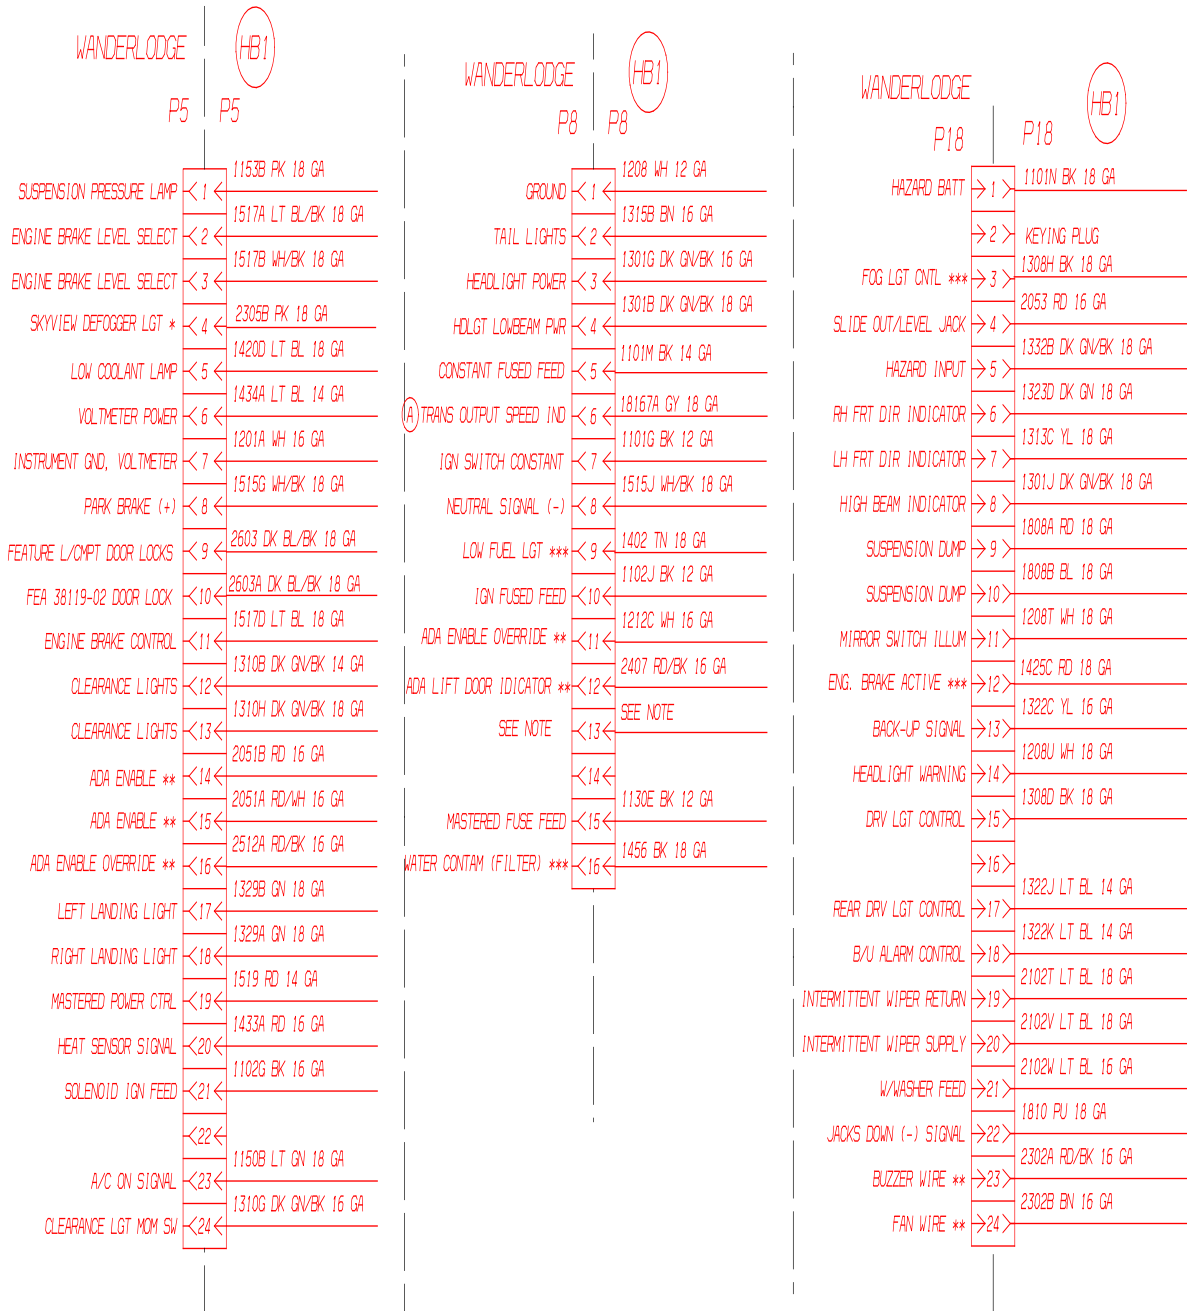 WANDERLODGE
HB1
P5 P5
SUSPENSION PRESSURE LAMP 1 1153B PK 18 GA
ENGINE BRAKE LEVEL SELECT 2 1517A LT BL/BK 18 GA
ENGINE BRAKE LEVEL SELECT 3 1517B WH/BK 18 GA
SKYVIEW DEFOGGER LGT * 4 2305B PK 18 GA
LOW COOLANT LAMP 5 1420D LT BL 18 GA
VOLTMETER POWER 6 1434A LT BL 14 GA
INSTRUMENT GND, VOLTMETER 7 1201A WH 16 GA
PARK BRAKE (+) 8 1515G WH/BK 18 GA
FEATURE L/CMPT DOOR LOCKS 9 2603 DK BL/BK 18 GA
FEA 38119-02 DOOR LOCK 10 2603A DK BL/BK 18 GA
ENGINE BRAKE CONTROL 11 1517D LT BL 18 GA
CLEARANCE LIGHTS 12 1310B DK GN/BK 14 GA
CLEARANCE LIGHTS 13 1310H DK GN/BK 18 GA
ADA ENABLE ** 14 2051B RD 16 GA
ADA ENABLE ** 15 2051A RD/WH 16 GA
ADA ENABLE OVERRIDE ** 16 2512A RD/BK 16 GA
LEFT LANDING LIGHT 17 1329B GN 18 GA
RIGHT LANDING LIGHT 18 1329A GN 18 GA
MASTERED POWER CTRL 19 1519 RD 14 GA
HEAT SENSOR SIGNAL 20 1433A RD 16 GA
SOLENOID IGN FEED 21 1102G BK 16 GA
22
A/C ON SIGNAL 23 1150B LT GN 18 GA
CLEARANCE LGT MOM SW 24 1310G DK GN/BK 16 GA
WANDERLODGE
HB1
P8 P8
GROUND 1 1208 WH 12 GA
TAIL LIGHTS 2 1315B BN 16 GA
HEADLIGHT POWER 3 1301G DK GN/BK 16 GA
HDLGT LOWBEAM PWR 4 1301B DK GN/BK 18 GA
CONSTANT FUSED FEED 5 1101M BK 14 GA
A TRANS OUTPUT SPEED IND 6 18167A GY 18 GA
IGN SWITCH CONSTANT 7 1101G BK 12 GA
NEUTRAL SIGNAL (-) 8 1515J WH/BK 18 GA
LOW FUEL LGT *** 9 1402 TN 18 GA
IGN FUSED FEED 10 1102J BK 12 GA
ADA ENABLE OVERRIDE ** 11 1212C WH 16 GA
ADA LIFT DOOR IDICATOR ** 12 2407 RD/BK 16 GA
SEE NOTE 13 SEE NOTE
14
MASTERED FUSE FEED 15 1130E BK 12 GA
WATER CONTAM (FILTER) *** 16 1456 BK 18 GA
WANDERLODGE
HB1
P18 P18
HAZARD BATT 1 1101N BK 18 GA
2 KEYING PLUG
FOG LGT CNTL *** 3 1308H BK 18 GA
SLIDE OUT/LEVEL JACK 4 2053 RD 16 GA
HAZARD INPUT 5 1332B DK GN/BK 18 GA
RH FRT DIR INDICATOR 6 1323D DK GN 18 GA
LH FRT DIR INDICATOR 7 1313C YL 18 GA
HIGH BEAM INDICATOR 8 1301J DK GN/BK 18 GA
SUSPENSION DUMP 9 1808A RD 18 GA
SUSPENSION DUMP 10 1808B BL 18 GA
MIRROR SWITCH ILLUM 11 1208T WH 18 GA
ENG. BRAKE ACTIVE *** 12 1425C RD 18 GA
BACK-UP SIGNAL 13 1322C YL 16 GA
HEADLIGHT WARNING 14 1208U WH 18 GA
DRV LGT CONTROL 15 1308D BK 18 GA
16
REAR DRV LGT CONTROL 17 1322J LT BL 14 GA
B/U ALARM CONTROL 18 1322K LT BL 14 GA
INTERMITTENT WIPER RETURN 19 2102T LT BL 18 GA
INTERMITTENT WIPER SUPPLY 20 2102V LT BL 18 GA
W/WASHER FEED 21 2102W LT BL 16 GA
JACKS DOWN (-) SIGNAL 22 1810 PU 18 GA
BUZZER WIRE ** 23 2302A RD/BK 16 GA
FAN WIRE ** 24 2302B BN 16 GA